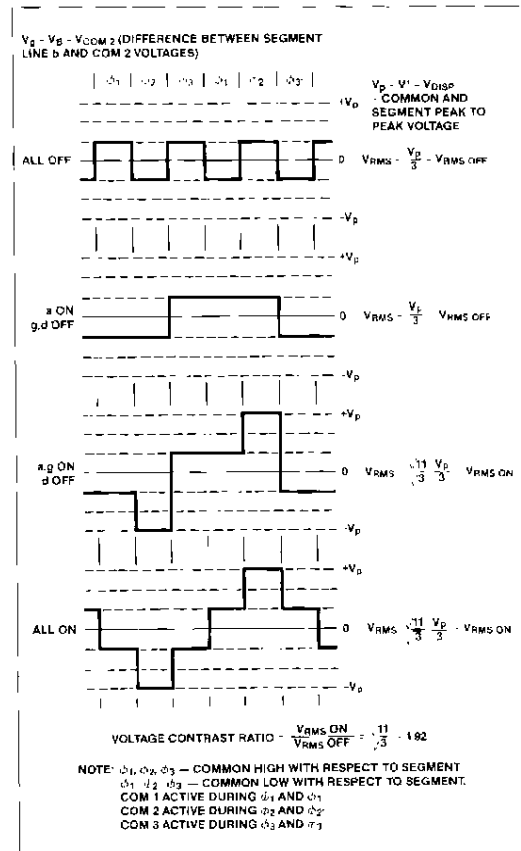 Vg - VB - VCOM 2 (DIFFERENCE BETWEEN SEGMENT
LINE b AND COM 2 VOLTAGES)
ϕ1 ϕ2 ϕ3 ϕ1 ϕ2 ϕ3
+Vp
Vp - V' - VDISP
- COMMON AND
SEGMENT PEAK TO
PEAK VOLTAGE
ALL OFF
0 VRMS - Vp/3 - VRMS OFF
-Vp
+Vp
a ON
g,d OFF
0 VRMS - Vp/3 VRMS OFF
-Vp
+Vp
a,g ON
d OFF
0 VRMS √11/3 Vp/3 - VRMS ON
-Vp
+Vp
ALL ON
0 VRMS √11/3 Vp/3 - VRMS ON
-Vp
VOLTAGE CONTRAST RATIO - VRMS ON/VRMS OFF = √11/3 - 1.92
NOTE: ϕ1, ϕ2, ϕ3 — COMMON HIGH WITH RESPECT TO SEGMENT
ϕ1 ϕ2 ϕ3 — COMMON LOW WITH RESPECT TO SEGMENT.
COM 1 ACTIVE DURING ϕ1 AND ϕ1
COM 2 ACTIVE DURING ϕ2 AND ϕ2'
COM 3 ACTIVE DURING ϕ3 AND